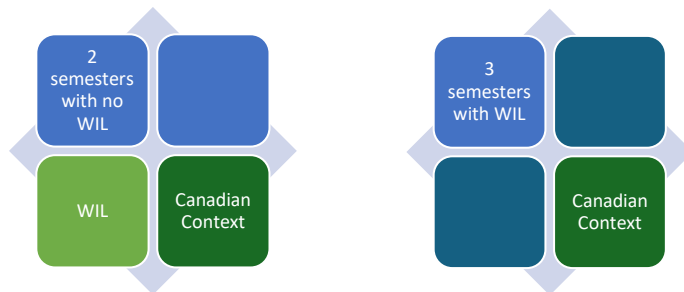 2
semesters
with no
WIL
3
semesters
with WIL
WIL
Canadian
Context
Canadian
Context